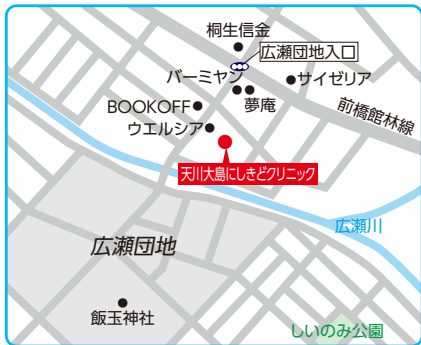 桐生信金
広瀬団地入口
バーミヤン
サイゼリア
夢庵
BOOKOFF
前橋館林線
ウエルシア
天川大島にしきどクリニック
広瀬川
広瀬団地
飯玉神社
しいのみ公園